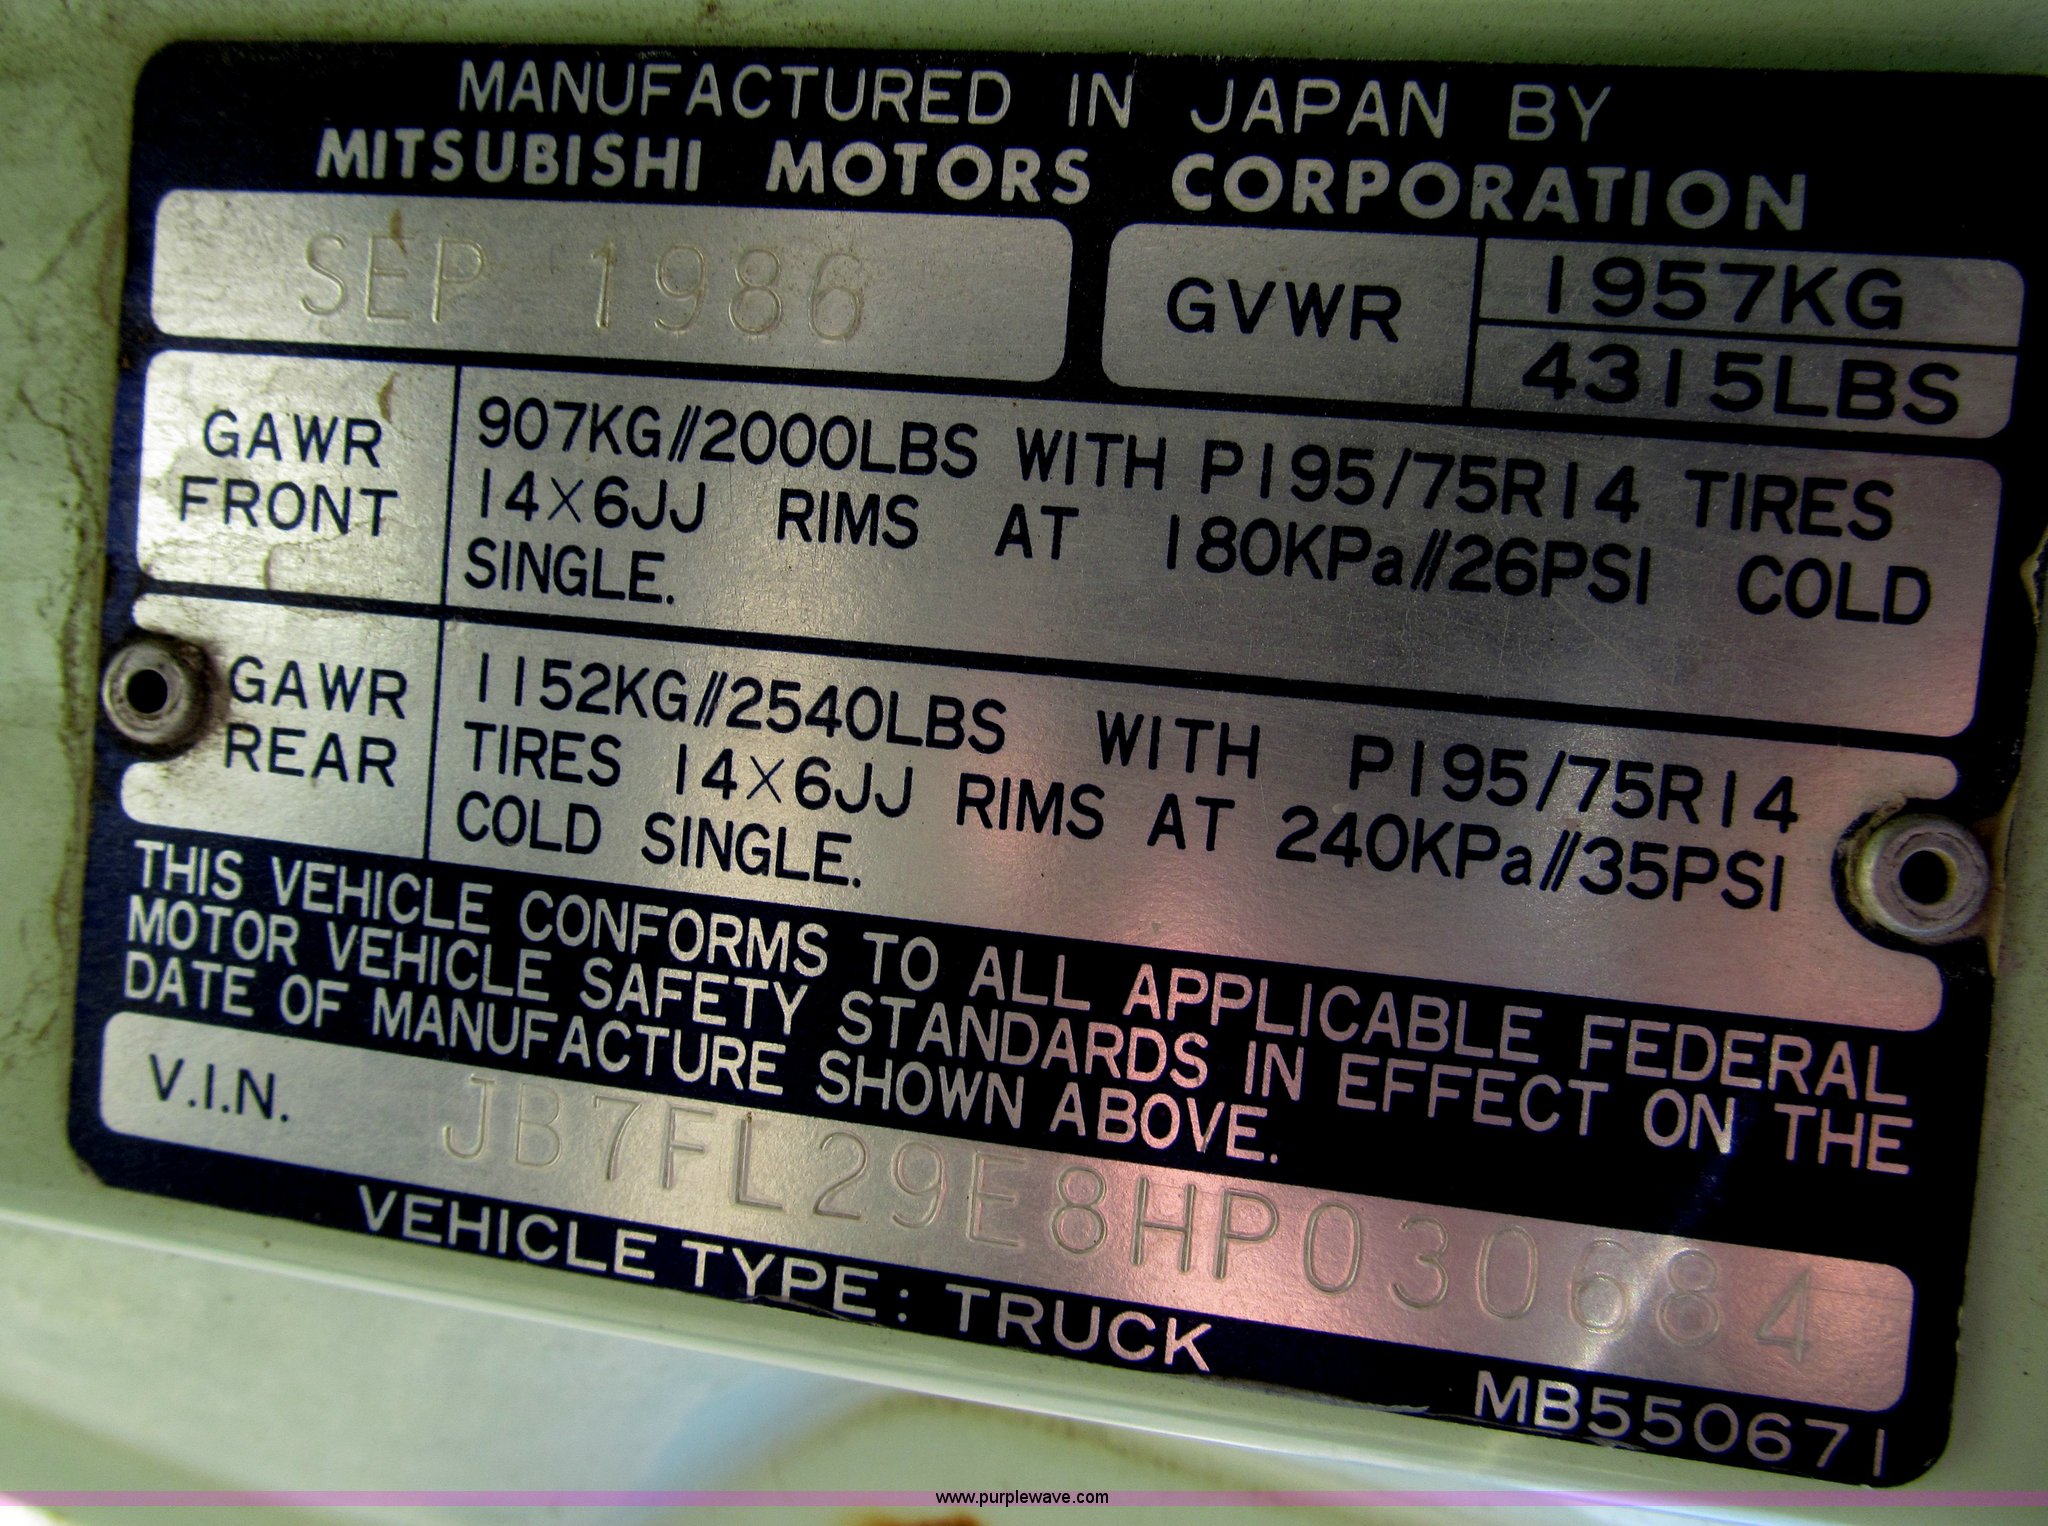 MANUFACTURED IN JAPAN BY
MITSUBISHI MOTORS CORPORATION
SEP 1986
GVWR
1957KG
4315LBS
GAWR
FRONT
907KG//2000LBS WITH P195/75R14 TIRES
14×6JJ RIMS AT 180KPa//26PSI COLD
SINGLE.
GAWR
REAR
1152KG//2540LBS WITH P195/75R14
TIRES 14×6JJ RIMS AT 240KPa//35PSI
COLD SINGLE.
THIS VEHICLE CONFORMS TO ALL APPLICABLE FEDERAL
MOTOR VEHICLE SAFETY STANDARDS IN EFFECT ON THE
DATE OF MANUFACTURE SHOWN ABOVE.
V.I.N. JB7FL29E8HP030684
VEHICLE TYPE: TRUCK
MB550671
www.purplewave.com